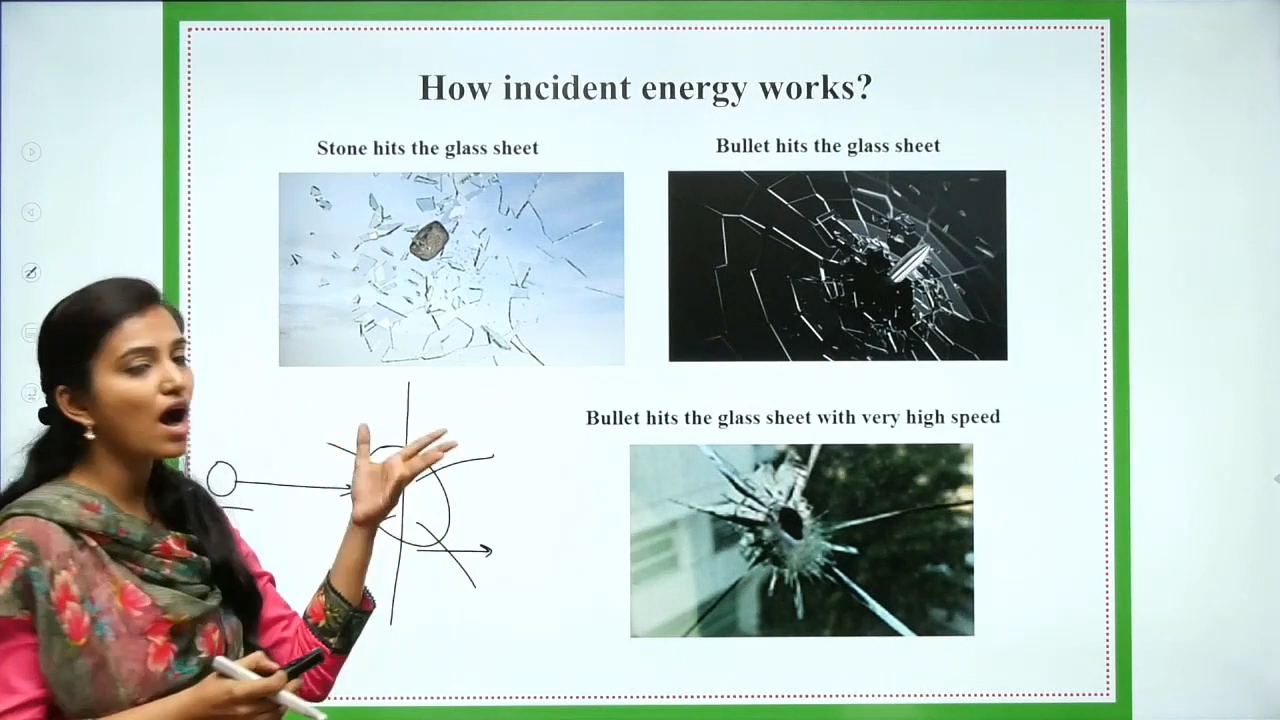 How incident energy works?
Stone hits the glass sheet
Bullet hits the glass sheet
Bullet hits the glass sheet with very high speed